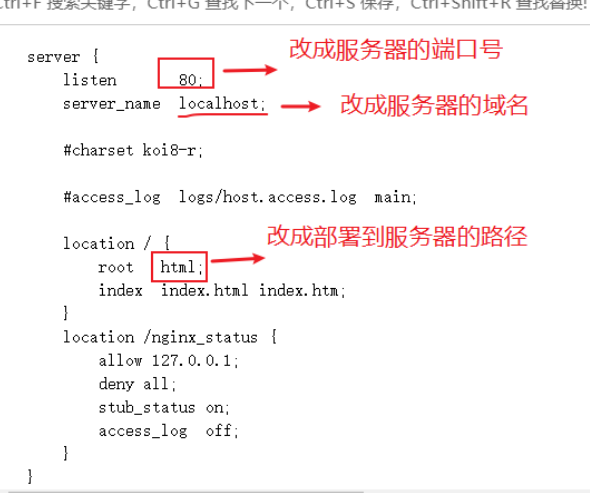 Ctrl+F 搜索关键字, Ctrl+G 查找下一个, Ctrl+S 保存, Ctrl+Shift+R 查找替换!
server {
改成服务器的端口号
listen 80;
server_name localhost;
改成服务器的域名
#charset koi8-r;
#access_log logs/host.access.log main;
改成部署到服务器的路径
location / {
root html;
index index.html index.htm;
}
location /nginx_status {
allow 127.0.0.1;
deny all;
stub_status on;
access_log off;
}
}